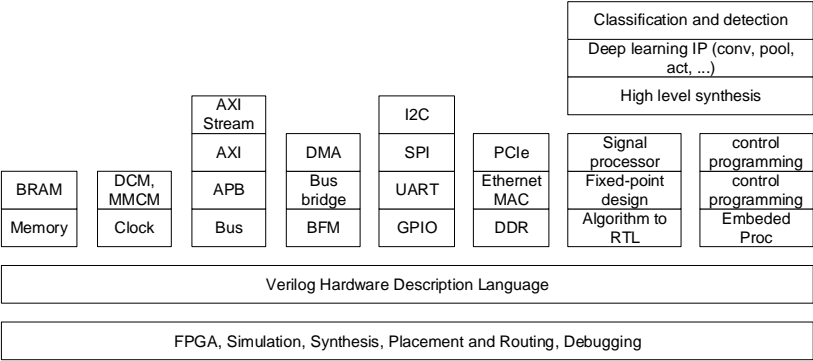 Classification and detection
Deep learning IP (conv, pool,
act, ...)
High level synthesis
AXI
Stream
I2C
AXI
DMA
SPI
PCIe
Signal
processor
control
programming
BRAM
DCM,
MMCM
APB
Bus
bridge
UART
Ethernet
MAC
Fixed-point
design
control
programming
Memory
Clock
Bus
BFM
GPIO
DDR
Algorithm to
RTL
Embeded
Proc
Verilog Hardware Description Language
FPGA, Simulation, Synthesis, Placement and Routing, Debugging